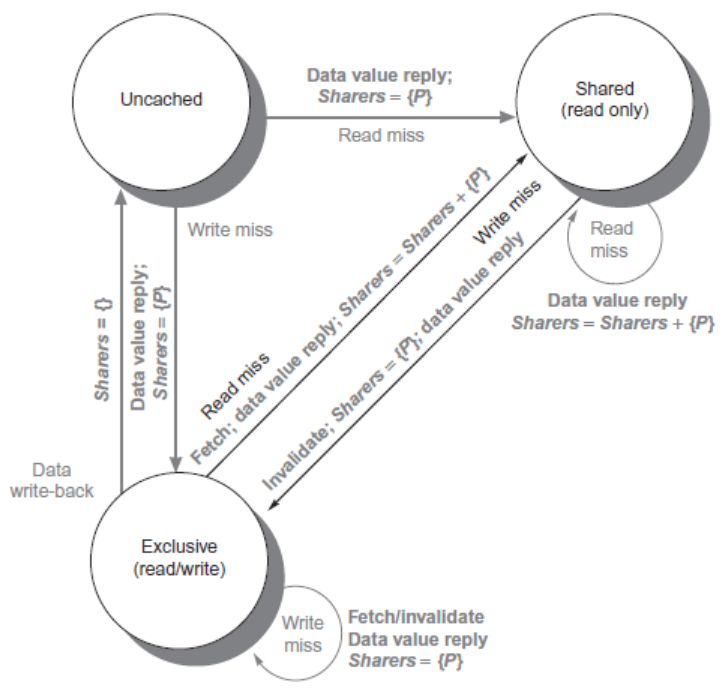 Uncached
Data value reply;
Sharers = {P}
Read miss
Shared
(read only)
Write miss
Sharers = {}
Data value reply;
Sharers = {P}
Read miss
Fetch; data value reply; Sharers = Sharers + {P}
Write miss
Invalidate; Sharers = {P}; data value reply
Read
miss
Data value reply
Sharers = Sharers + {P}
Data
write-back
Exclusive
(read/write)
Write
miss
Fetch/invalidate
Data value reply
Sharers = {P}